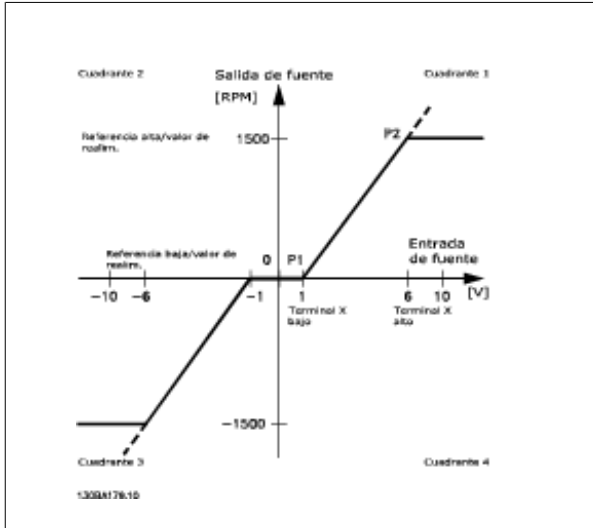 Cuadrante 2
Salida de fuente
[RPM]
Cuadrante 1
Referencia alta/valor de
realim.
1500
P2
Referencia baja/valor de
realim.
0
P1
Entrada
de fuente
[V]
-10
-6
-1
1
6
10
Terminal X
bajo
Terminal X
alto
-1500
Cuadrante 3
Cuadrante 4
130BA179.10